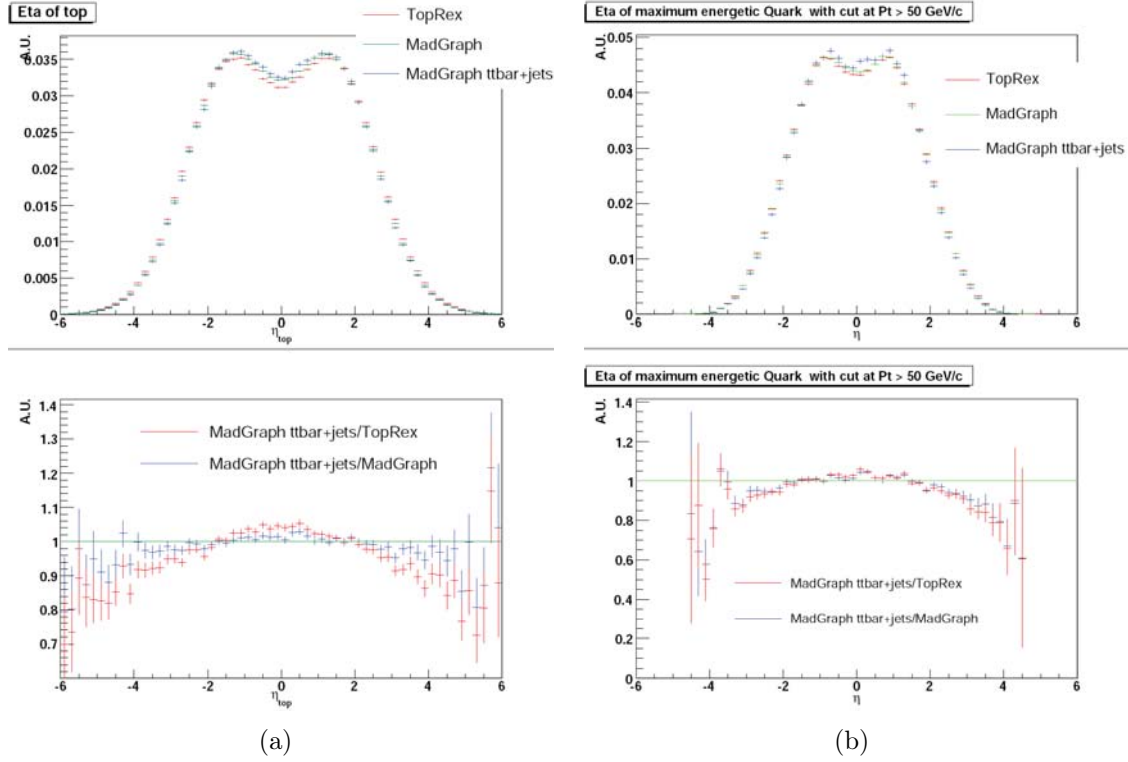 Eta of top
A.U.
TopRex
MadGraph
MadGraph ttbar+jets
0.035
0.03
0.025
0.02
0.015
0.01
0.005
0
-6 -4 -2 0 2 4 6
η top
Eta of maximum energetic Quark with cut at Pt > 50 GeV/c
A.U.
0.05
0.04
0.03
0.02
0.01
0
TopRex
MadGraph
MadGraph ttbar+jets
-6 -4 -2 0 2 4 6
η
A.U.
1.4
1.3
1.2
1.1
1
0.9
0.8
0.7
MadGraph ttbar+jets/TopRex
MadGraph ttbar+jets/MadGraph
-6 -4 -2 0 2 4 6
η top
Eta of maximum energetic Quark with cut at Pt > 50 GeV/c
A.U.
1.4
1.2
1
0.8
0.6
0.4
0.2
0
MadGraph ttbar+jets/TopRex
MadGraph ttbar+jets/MadGraph
-6 -4 -2 0 2 4 6
η
(a)
(b)